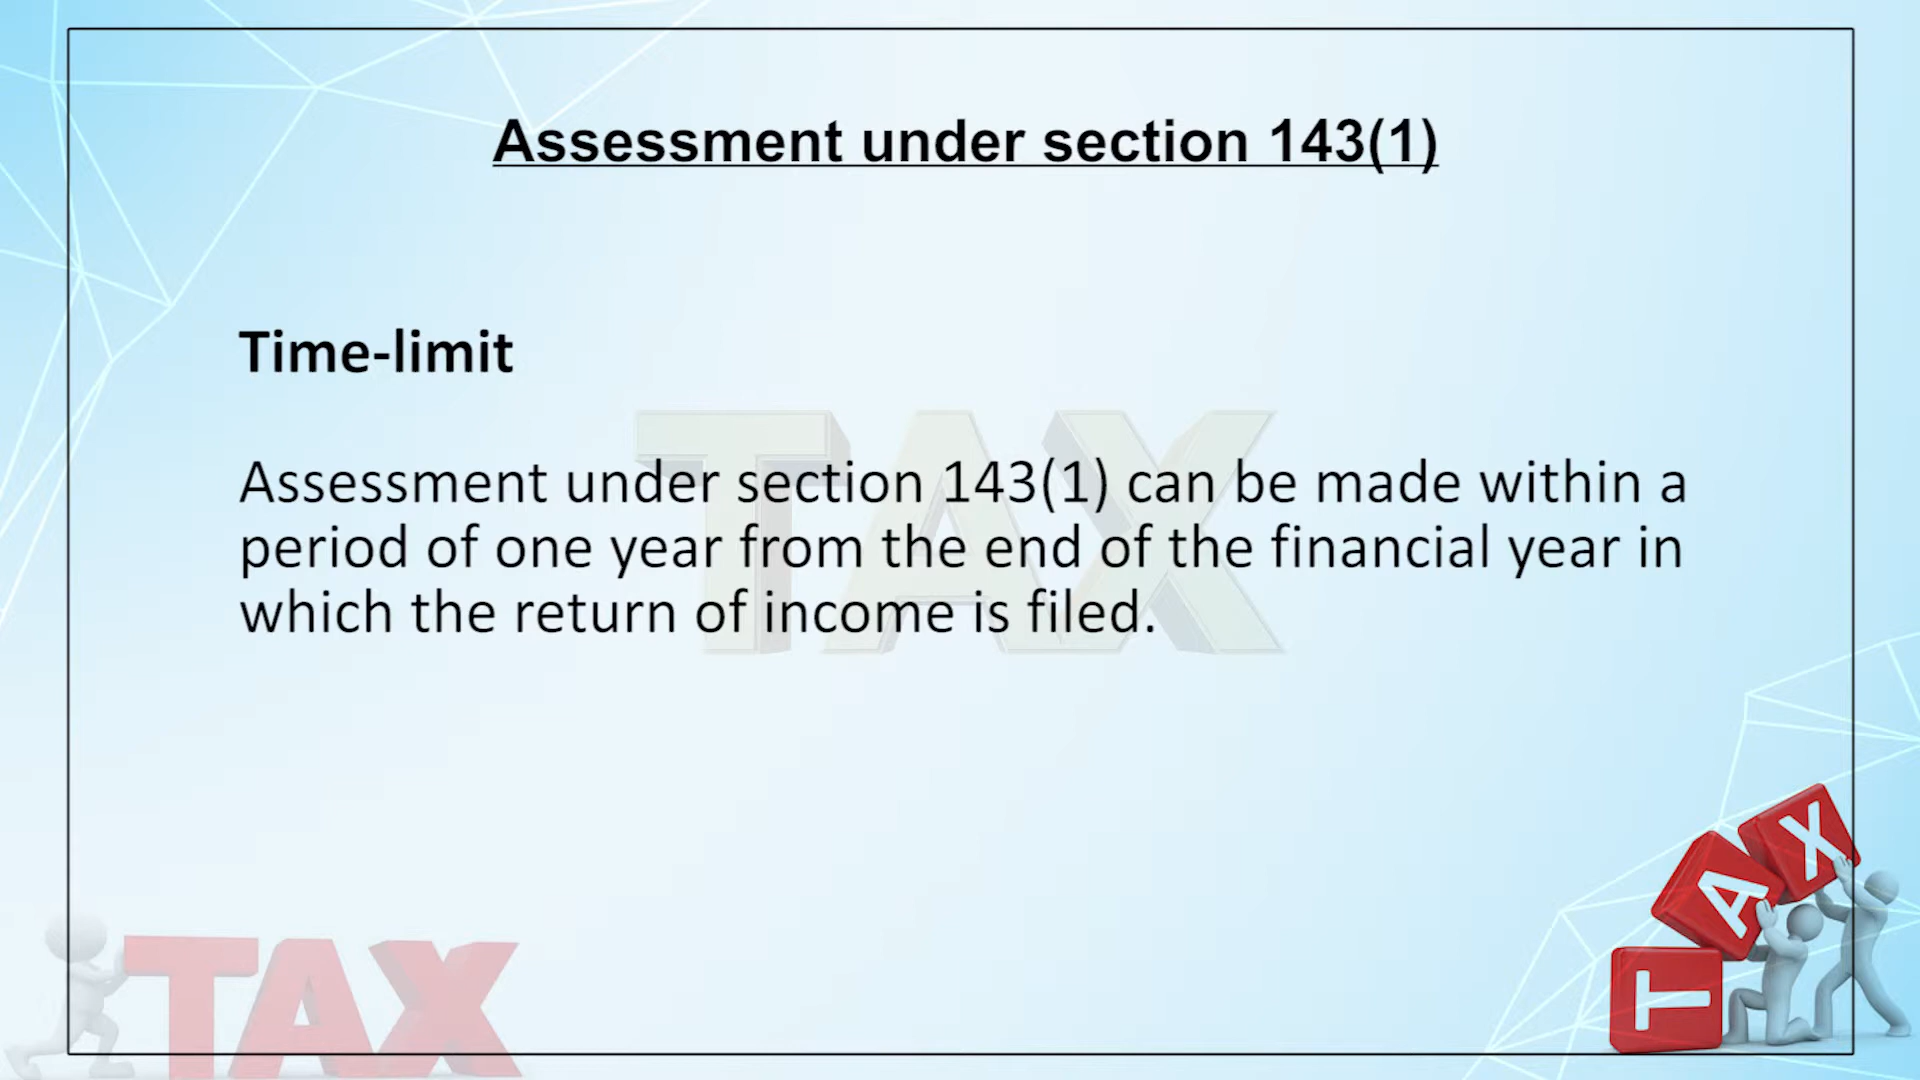 Assessment under section 143(1)
Time-limit
TAX
Assessment under section 143(1) can be made within a
period of one year from the end of the financial year in
which the return of income is filed.
TAX
TAX